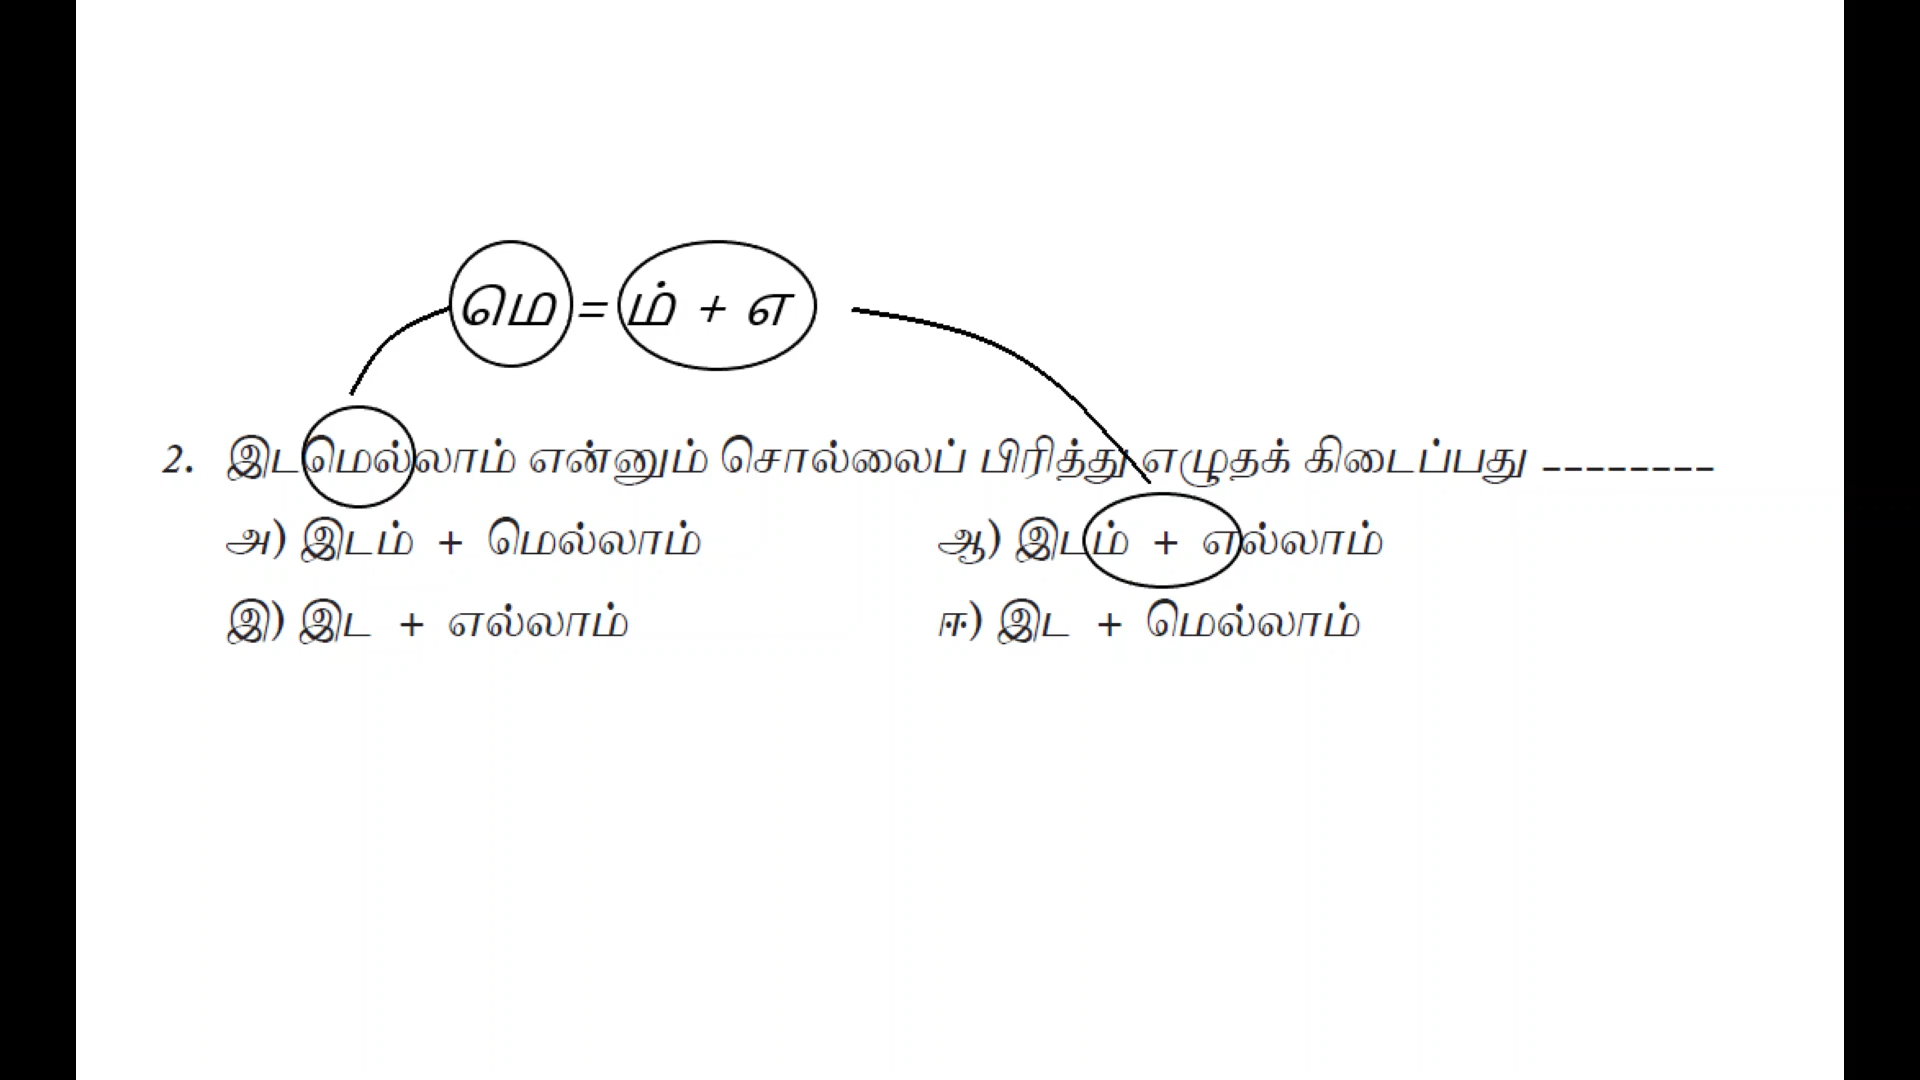 மெ = ம் + எ
2. இடமெல்லாம் என்னும் சொல்லைப் பிரித்து எழுதக் கிடைப்பது --------
அ) இடம் + மெல்லாம் ஆ) இடம் + எல்லாம்
இ) இட + எல்லாம் ஈ) இட + மெல்லாம்